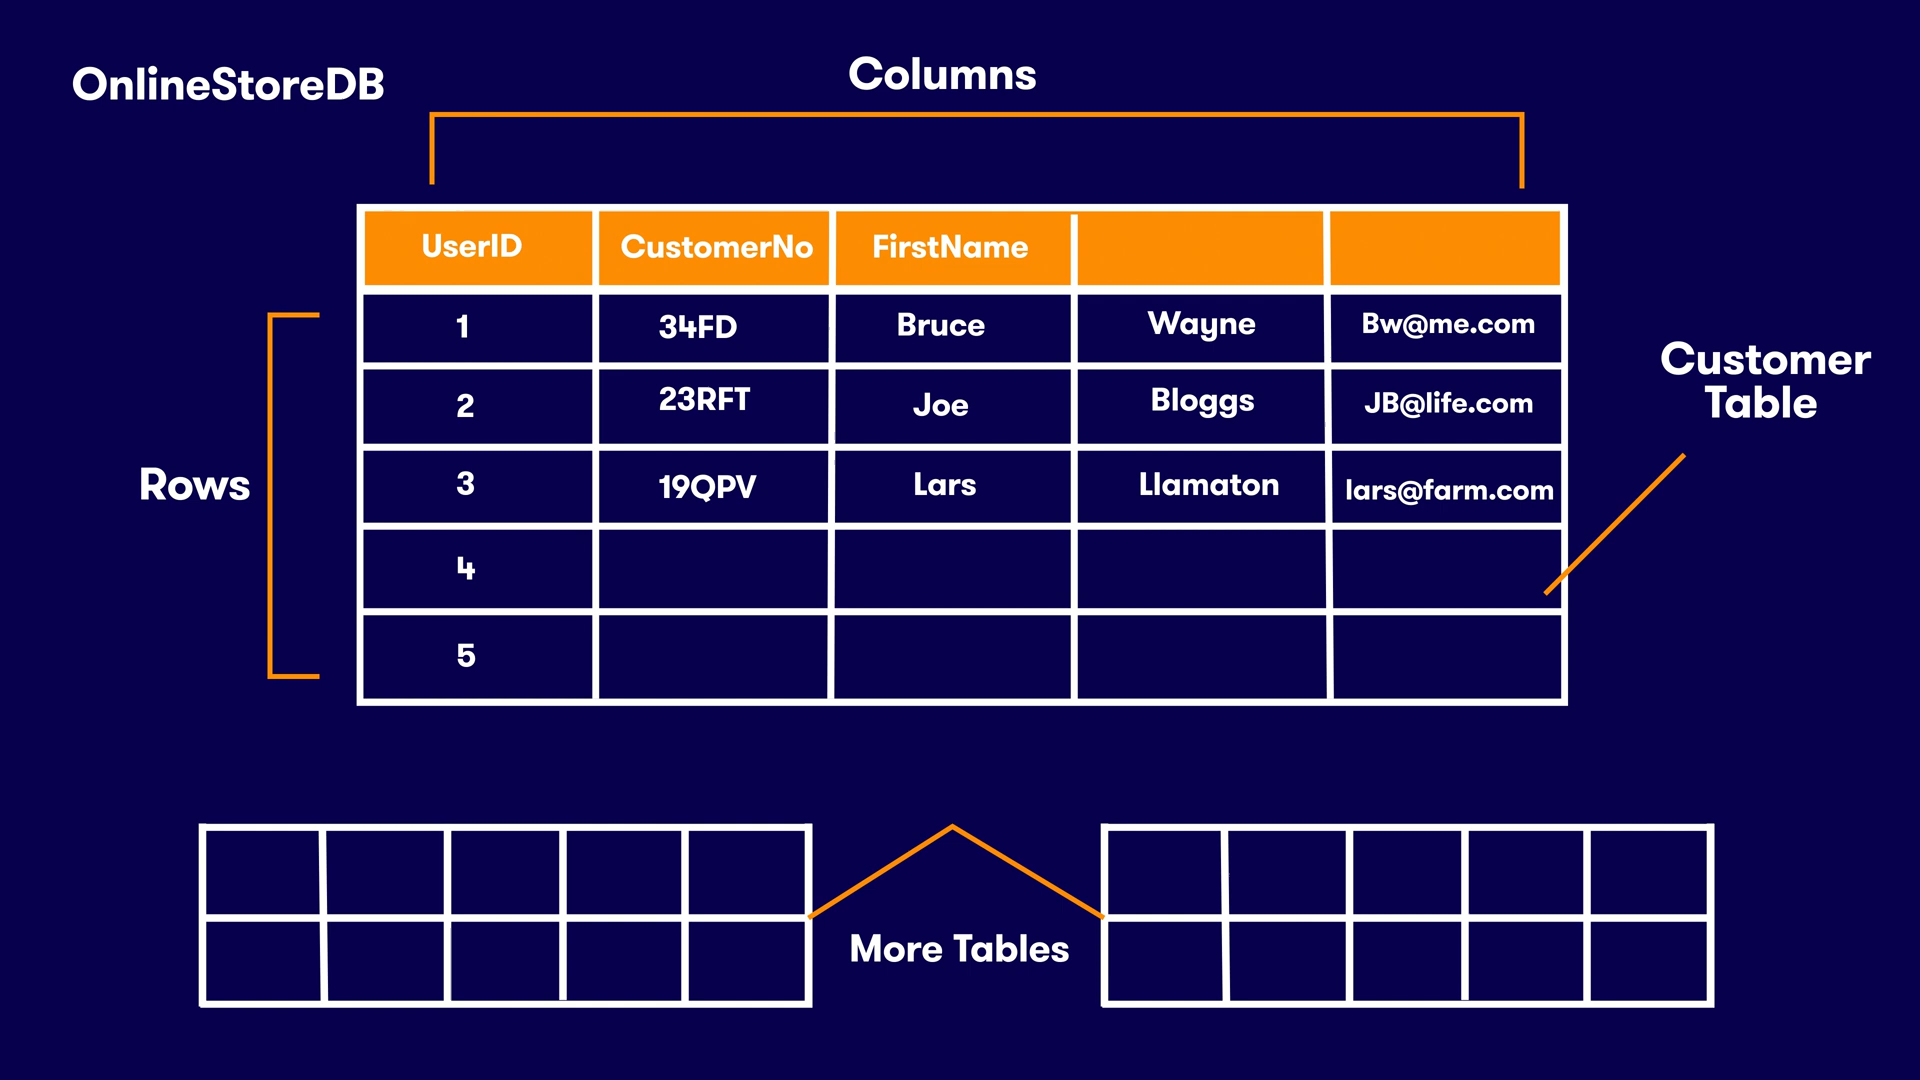 OnlineStoreDB
Columns
UserID CustomerNo FirstName
1 34FD Bruce Wayne Bw@me.com
2 23RFT Joe Bloggs JB@life.com
3 19QPV Lars Llamaton lars@farm.com
4
5
Rows
Customer
Table
More Tables